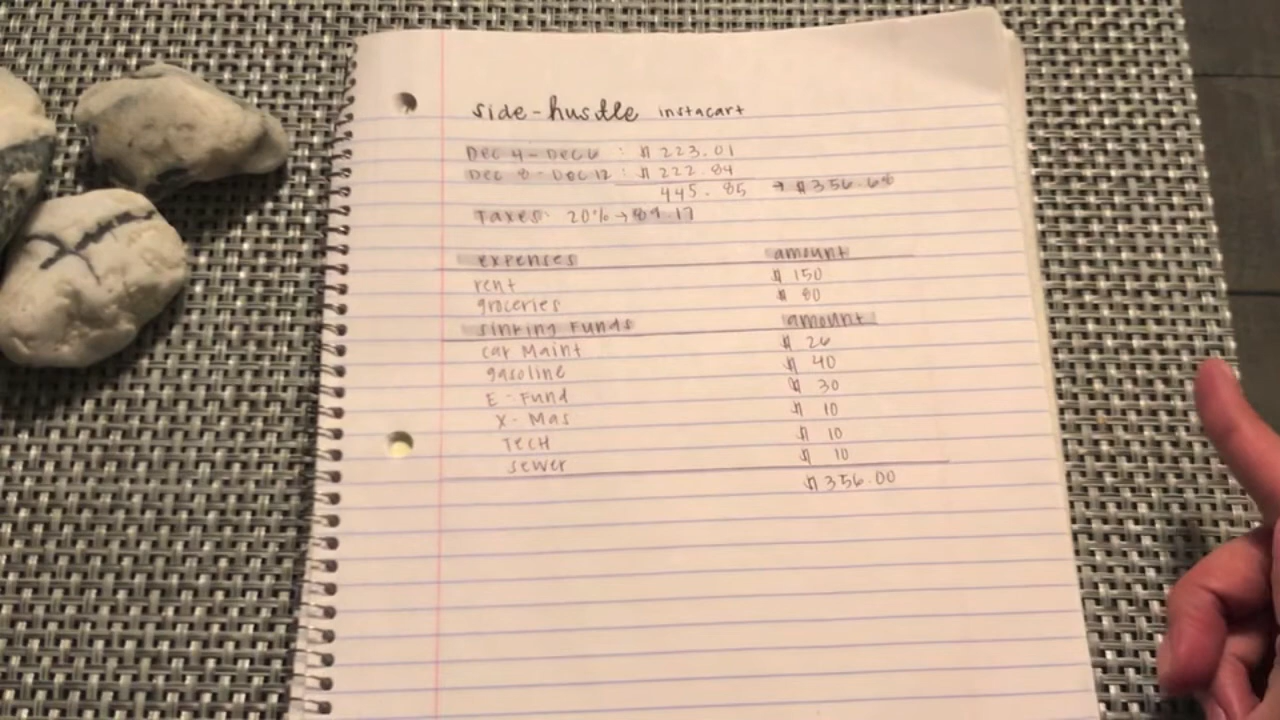 side-hustle instacart
Dec 4 - Dec 6 : $ 223.01
Dec 8 - Dec 12 : $ 222.84
445.85 → $356.68
Taxes: 20% → 89.17
expenses amount
rent $ 150
groceries $ 80
sinking Funds amount
car Maint $ 26
gasoline $ 40
E-Fund $ 30
X-Mas $ 10
TECH $ 10
sewer $ 10
$356.00